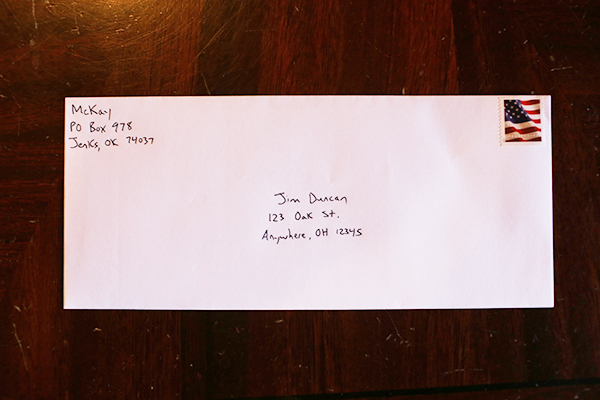 McKay
PO Box 978
Jenks, OK 74037
Jim Duncan
123 Oak St.
Anywhere, OH 12345